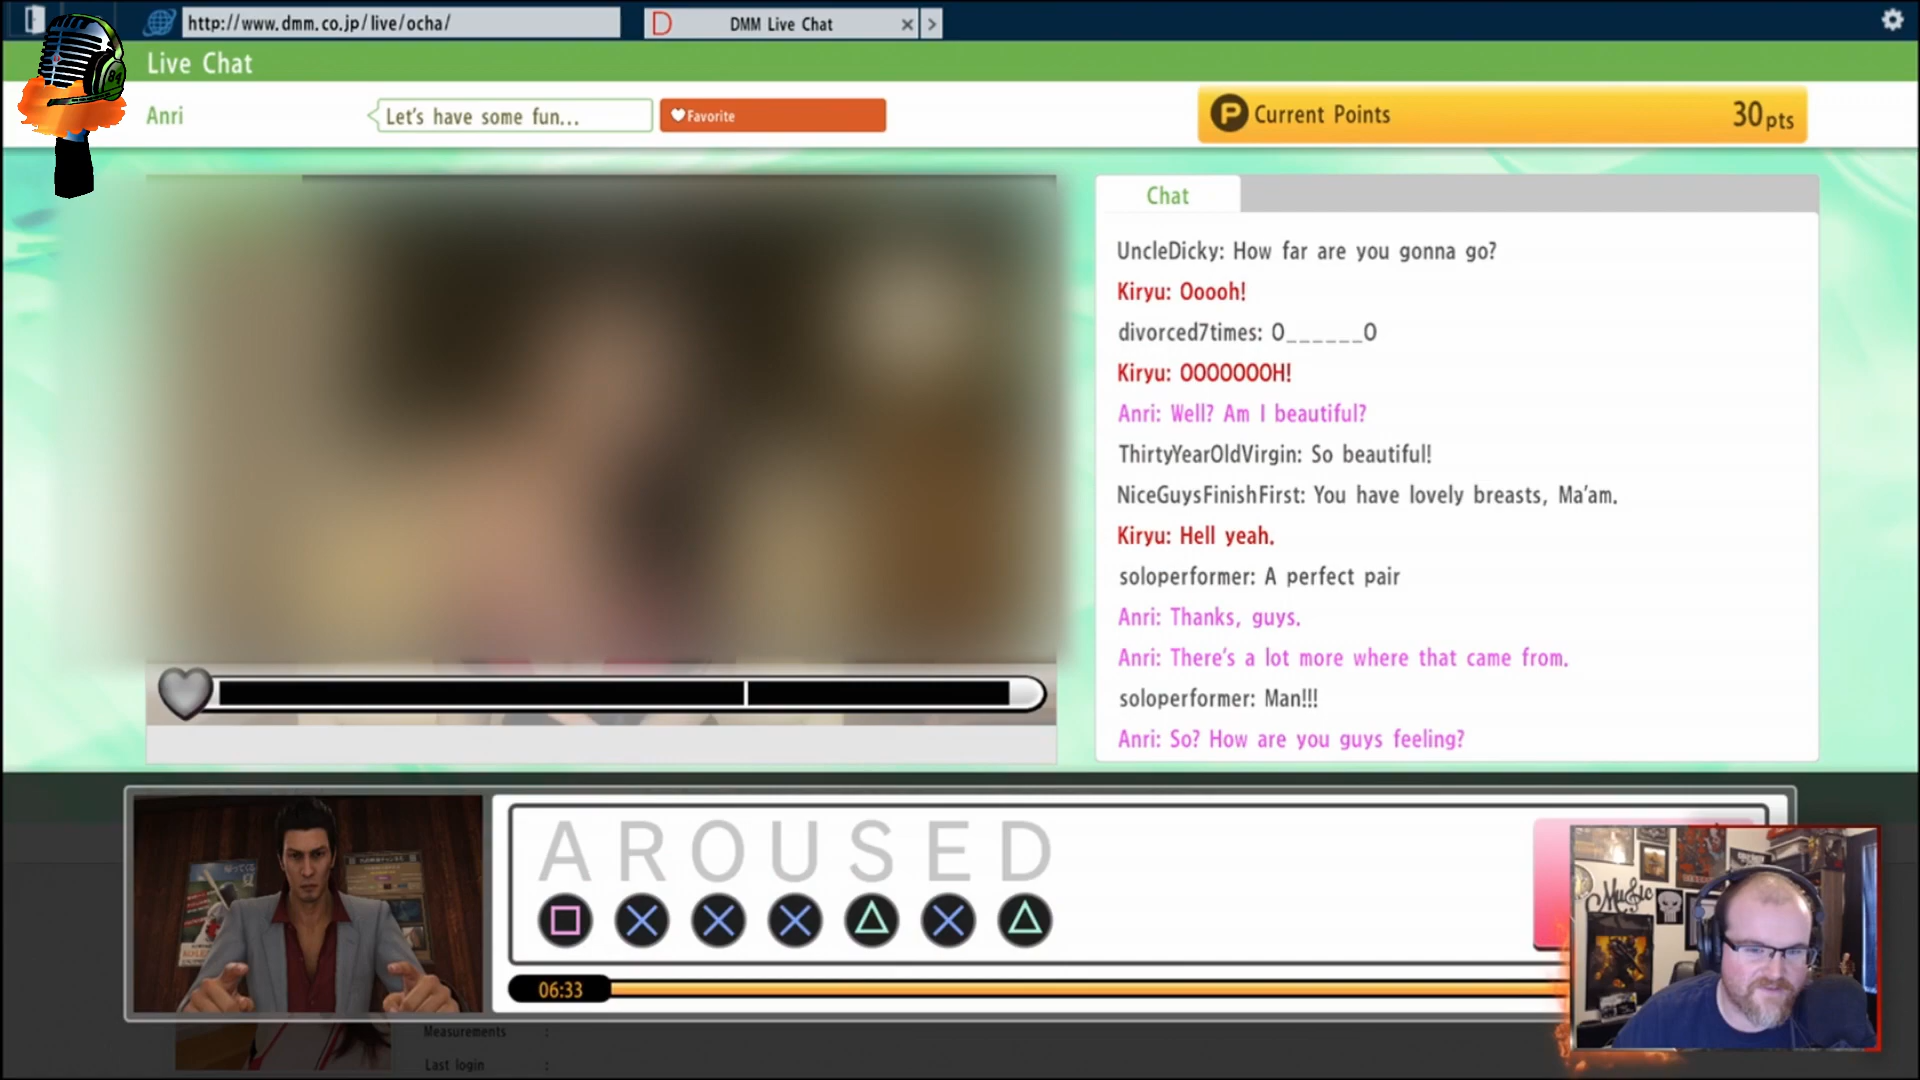 http://www.dmm.co.jp/live/ocha/
DMM Live Chat
Live Chat
Anri
Let's have some fun...
Favorite
P Current Points
30pts
Chat
UncleDicky: How far are you gonna go?
Kiryu: Ooooh!
divorced7times: O______O
Kiryu: OOOOOOOH!
Anri: Well? Am I beautiful?
ThirtyYearOldVirgin: So beautiful!
NiceGuysFinishFirst: You have lovely breasts, Ma'am.
Kiryu: Hell yeah.
soloperformer: A perfect pair
Anri: Thanks, guys.
Anri: There's a lot more where that came from.
soloperformer: Man!!!
Anri: So? How are you guys feeling?
AROUSED
06:33
Measurements :
Last login :
Music